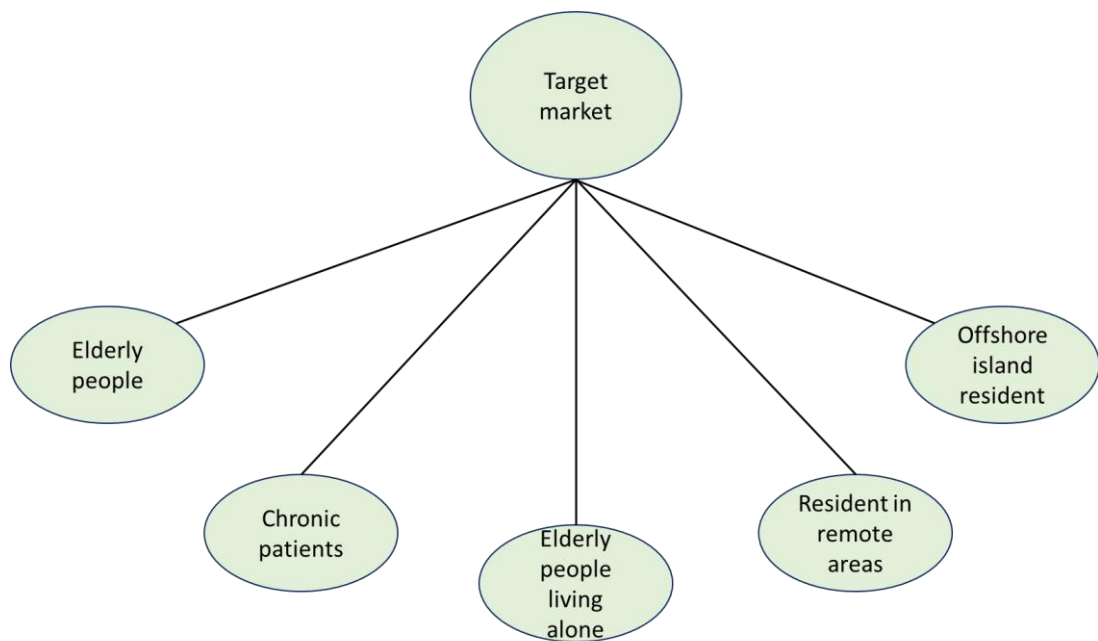 Target
market
Elderly
people
Offshore
island
resident
Chronic
patients
Resident in
remote
areas
Elderly
people
living
alone